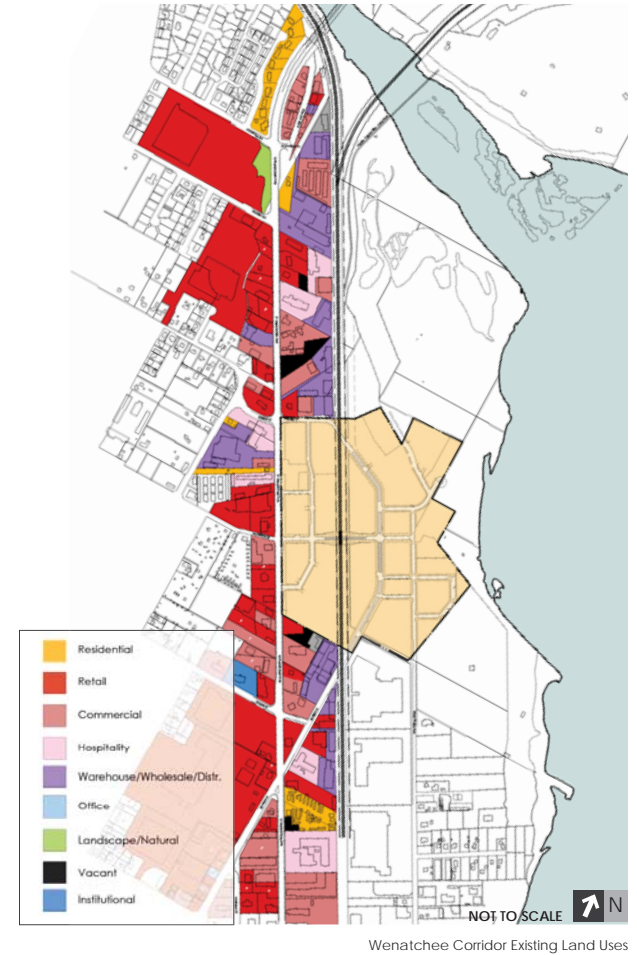 Residential
Retail
Commercial
Hospitality
Warehouse/Wholesale/Distr.
Office
Landscape/Natural
Vacant
Institutional
NOT TO SCALE
N
Wenatchee Corridor Existing Land Uses